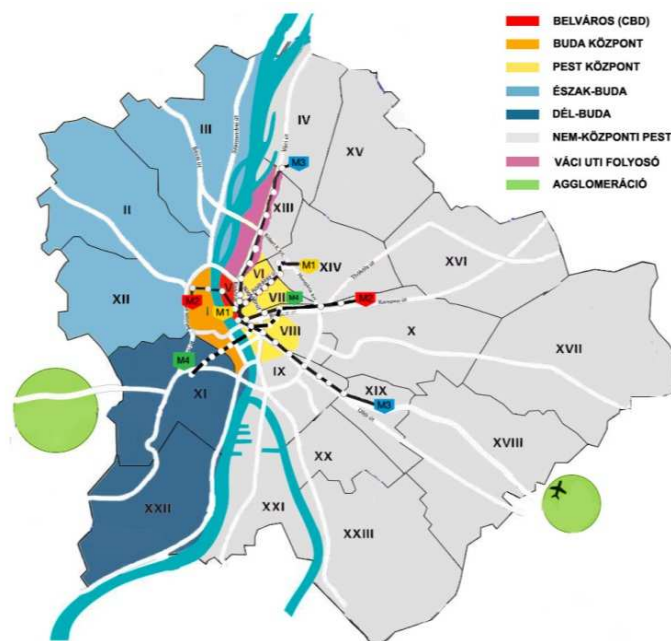 BELVÁROS (CBD)
BUDA KÖZPONT
PEST KÖZPONT
ÉSZAK-BUDA
DÉL-BUDA
NEM-KÖZPONTI PEST
VÁCI UTI FOLYOSÓ
AGGLOMERÁCIÓ
III
IV
XV
M3
II
XIII
VI
M1
XIV
XVI
XII
V
VII
M4
M2
M2
I
M1
VIII
X
XVII
M4
IX
XI
XIX
M3
XVIII
XX
XXII
XXI
XXIII